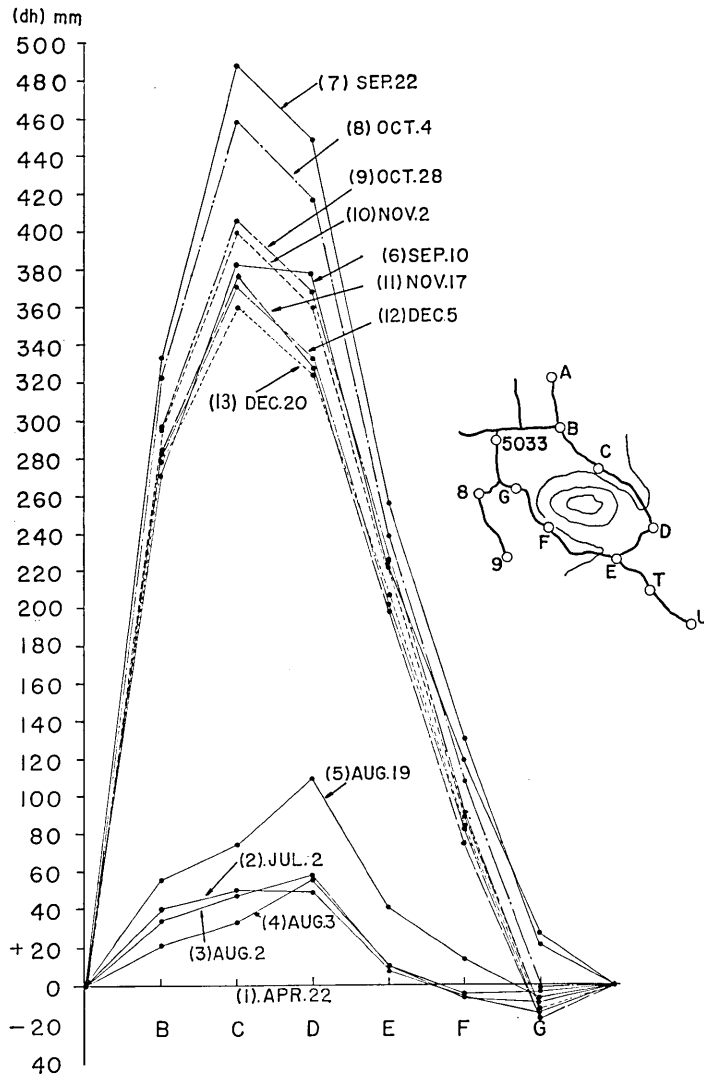 (dh) mm
500
480
460
440
420
400
380
360
340
320
300
280
260
240
220
200
180
160
140
120
100
80
60
40
+ 20
0
- 20
40
(7) SEP.22
(8) OCT.4
(9) OCT.28
(10) NOV.2
(6) SEP.10
(11) NOV.17
(12) DEC.5
(13) DEC.20
(5) AUG.19
(2). JUL.2
(4) AUG.3
(3) AUG.2
(1). APR.22
B C D E F G
A
B
5033
C
8
G
F
D
9
E
T
U